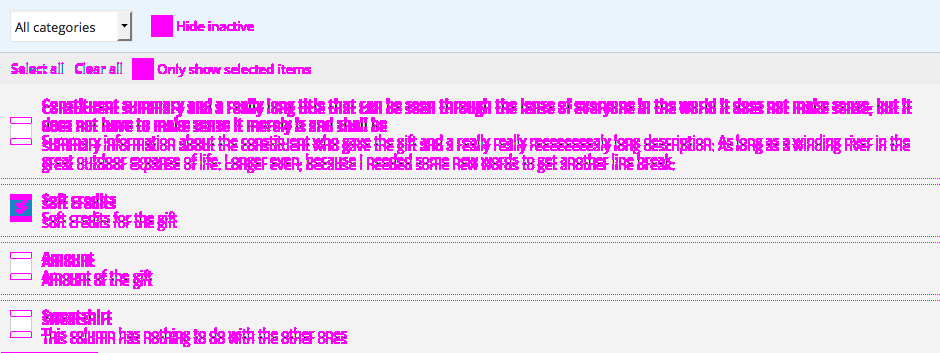 All categories
Hide inactive
Select all Clear all Only show selected items
Constituent summary and a really long title that can be seen through the lense of everyone in the world it does not make sense, but it
does not have to make sense it merely is and shall be
Summary information about the constituent who gave the gift and a really really reeeeeeeeealy long description. As long as a winding river in the
great outdoor expanse of life. Longer even, because I needed some new words to get another line break.
Soft credits
Soft credits for the gift
Amount
Amount of the gift
Sweatshirt
This column has nothing to do with the other ones